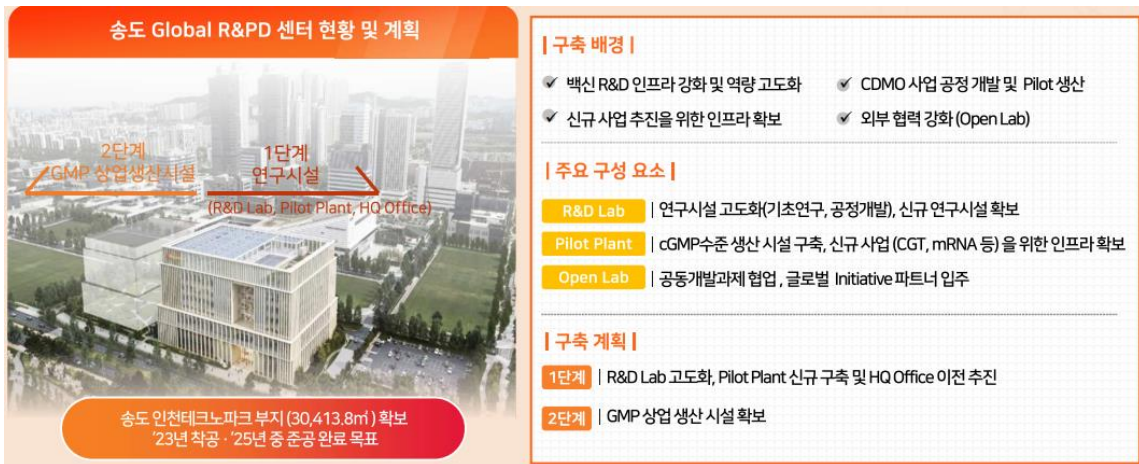 송도 Global R&PD 센터 현황 및 계획
2단계
GMP 상업생산시설
1단계
연구시설
(R&D Lab, Pilot Plant, HQ Office)
송도 인천테크노파크 부지 (30,413.8㎡) 확보
'23년 착공 · '25년 중 준공 완료 목표
| 구축 배경 |
✓ 백신 R&D 인프라 강화 및 역량 고도화
✓ CDMO 사업 공정 개발 및 Pilot 생산
✓ 신규 사업 추진을 위한 인프라 확보
✓ 외부 협력 강화 (Open Lab)
| 주요 구성 요소 |
R&D Lab | 연구시설 고도화(기초연구, 공정개발), 신규 연구시설 확보
Pilot Plant | cGMP수준 생산 시설 구축, 신규 사업 (CGT, mRNA 등) 을 위한 인프라 확보
Open Lab | 공동개발과제 협업 , 글로벌 Initiative 파트너 입주
| 구축 계획 |
1단계 | R&D Lab 고도화, Pilot Plant 신규 구축 및 HQ Office 이전 추진
2단계 | GMP 상업 생산 시설 확보